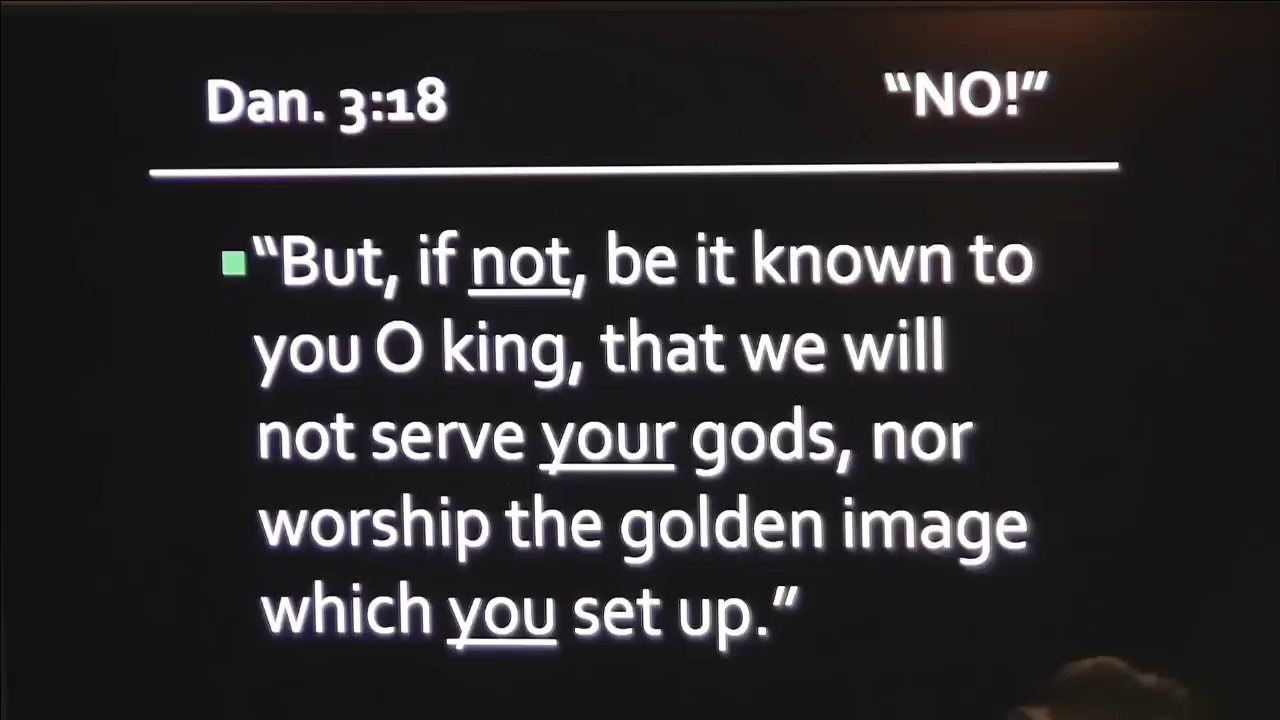 Dan. 3:18 “NO!”
“But, if not, be it known to
you O king, that we will
not serve your gods, nor
worship the golden image
which you set up.”